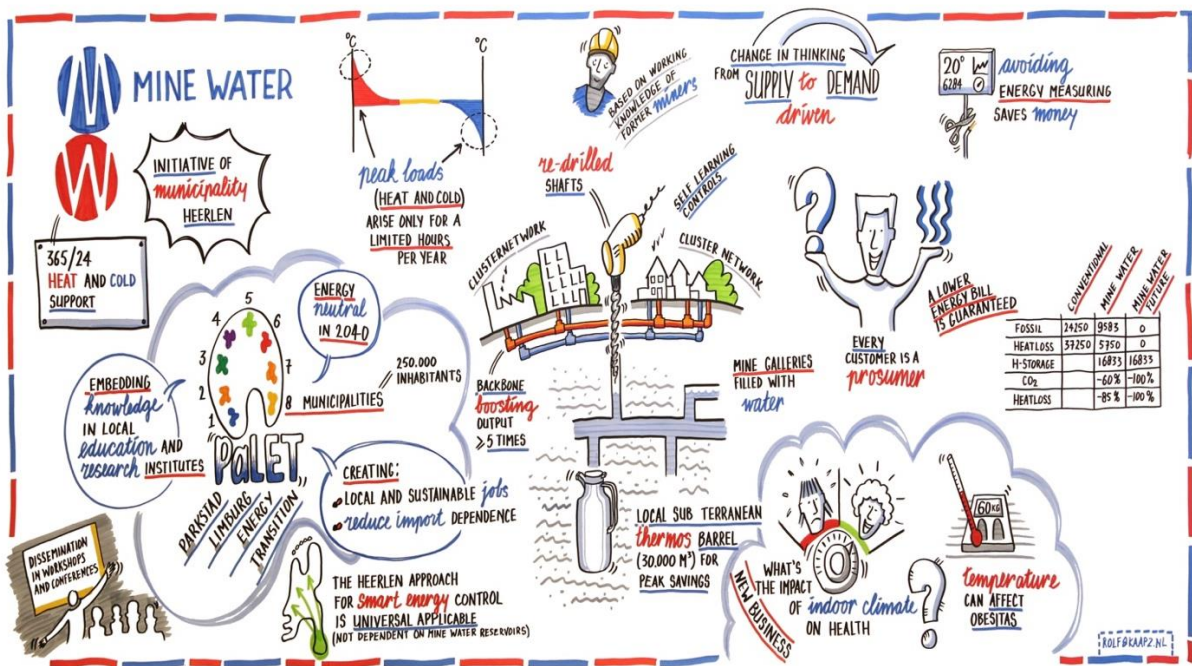 MINE WATER
INITIATIVE OF
municipality
HEERLEN
365/24
HEAT AND COLD
SUPPORT
°C
°C
peak loads
(HEAT AND COLD)
ARISE ONLY FOR A
LIMITED HOURS
PER YEAR
BASED ON WORKING
KNOWLEDGE OF
FORMER miners
CHANGE IN THINKING
FROM SUPPLY to DEMAND
driven
20°
6284
avoiding
ENERGY MEASURING
SAVES money
re-drilled
SHAFTS
SELF LEARNING
CONTROLS
CLUSTERNETWORK
CLUSTER NETWORK
BACKBONE
boosting
OUTPUT
≥5 TIMES
MINE GALLERIES
FILLED WITH
water
EVERY
CUSTOMER IS A
prosumer
A LOWER
ENERGY BILL
IS GUARANTEED
CONVENTIONAL
MINE WATER
MINE WATER
FUTURE
FOSSIL 24250 9583 0
HEATLOSS 37250 5750 0
H-STORAGE 16833 16833
CO₂ -60% -100%
HEATLOSS -85% -100%
ENERGY
neutral
IN 2040
4 5 6
3 7
2 8
1
250.000
INHABITANTS
MUNICIPALITIES
EMBEDDING
knowledge
IN LOCAL
education AND
research INSTITUTES
PaLET
PARKSTAD
LIMBURG
ENERGY
TRANSITION
CREATING:
LOCAL AND SUSTAINABLE jobs
reduce import DEPENDENCE
DISSEMINATION
IN WORKSHOPS
AND CONFERENCES
THE HEERLEN APPROACH
FOR smart energy CONTROL
IS UNIVERSAL APPLICABLE
(NOT DEPENDENT ON MINE WATER RESERVOIRS)
LOCAL SUB TERRANEAN
thermos BARREL
(30.000 M³) FOR
PEAK SAVINGS
NEW BUSINESS
WHAT'S
THE IMPACT
OF indoor climate
ON HEALTH
60KG
temperature
CAN AFFECT
OBESITAS
ROLF@KAAPZ.NL